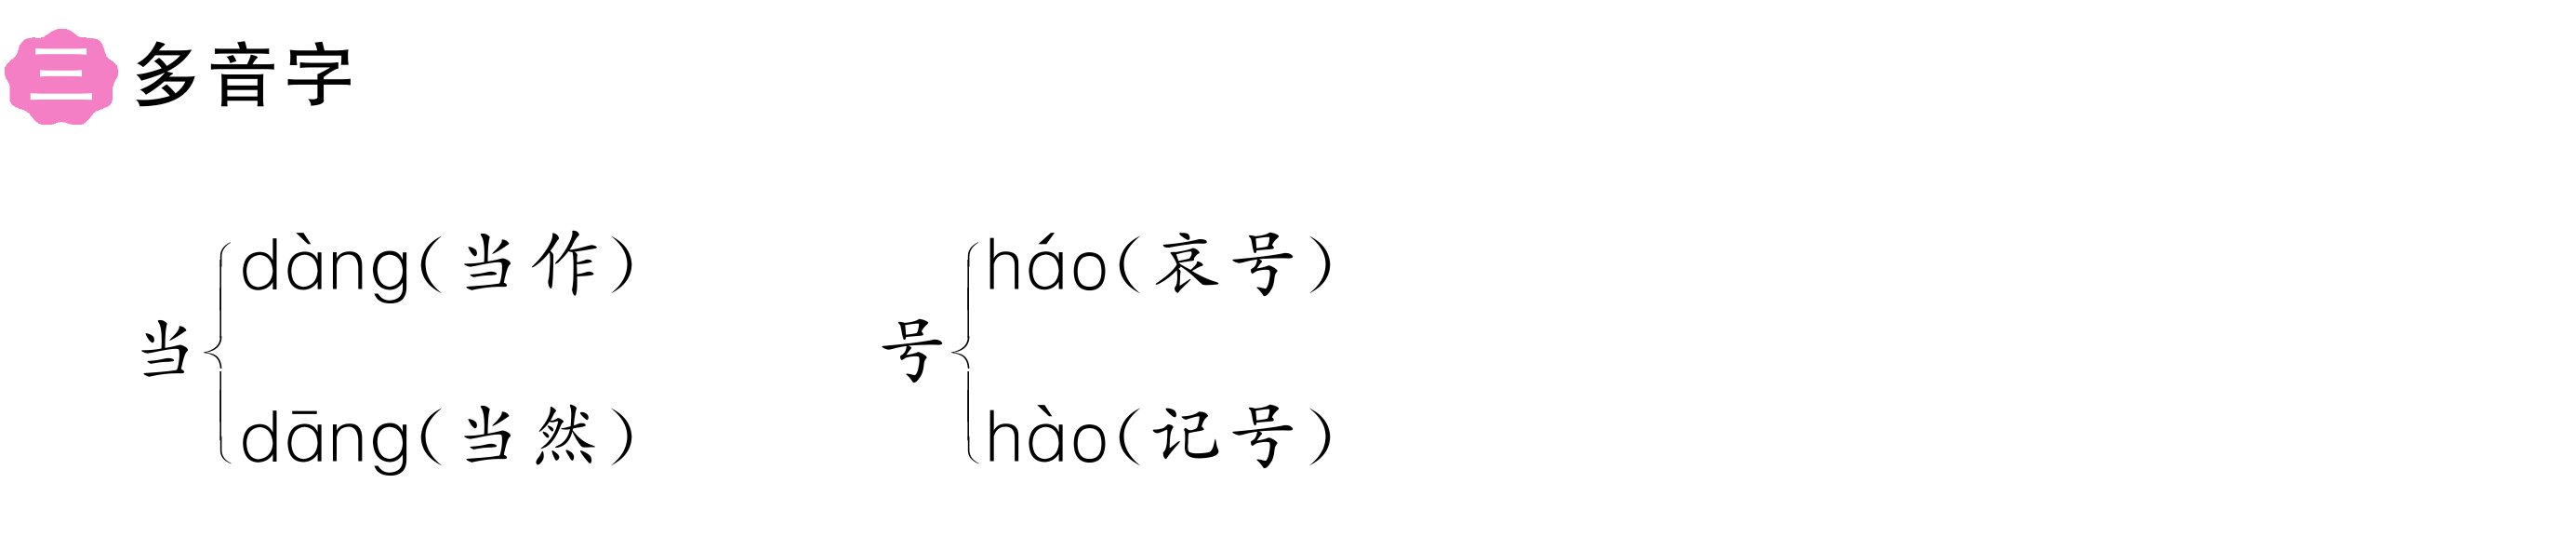 三 多音字
当 dàng(当作)
dāng(当然)
号 háo(哀号)
hào(记号)